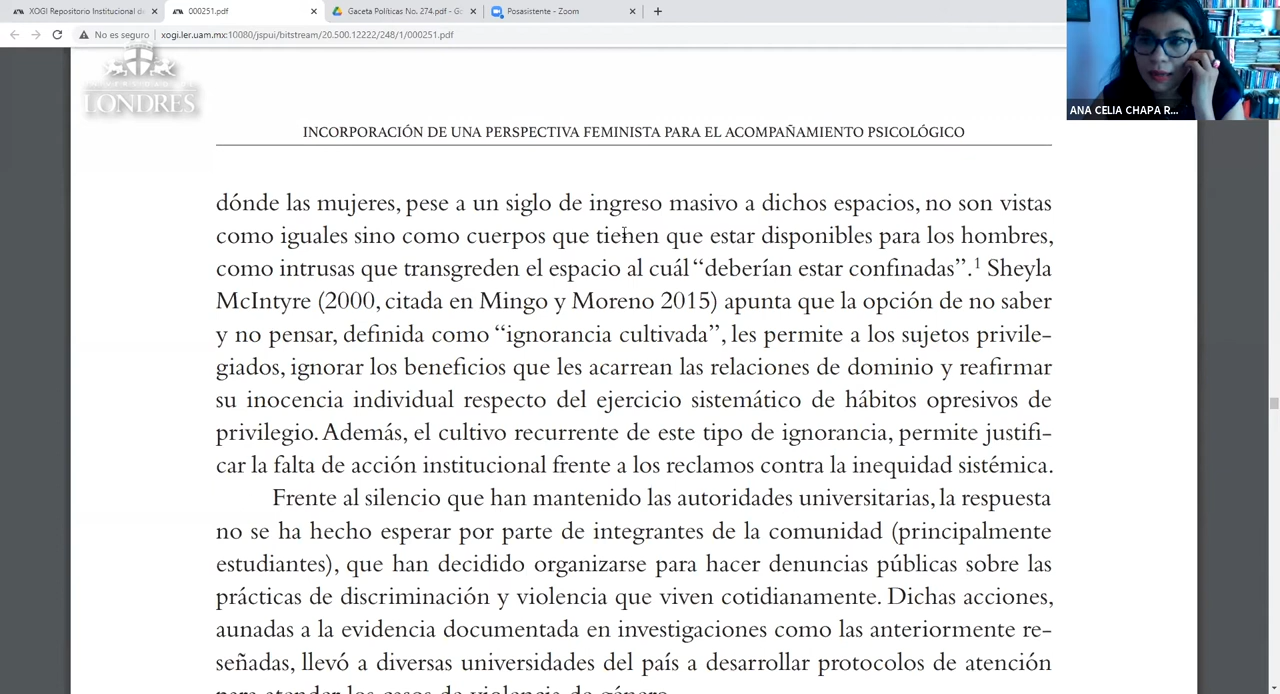 XOGI Repositorio Institucional de
000251.pdf
Gaceta Políticas No. 274.pdf - Go
Posasistente - Zoom
No es seguro
xogi.ler.uam.mx:10080/jspui/bitstream/20.500.12222/248/1/000251.pdf
LONDRES
ANA CELIA CHAPA R...
INCORPORACIÓN DE UNA PERSPECTIVA FEMINISTA PARA EL ACOMPAÑAMIENTO PSICOLÓGICO
dónde las mujeres, pese a un siglo de ingreso masivo a dichos espacios, no son vistas
como iguales sino como cuerpos que tienen que estar disponibles para los hombres,
como intrusas que transgreden el espacio al cuál “deberían estar confinadas”.¹ Sheyla
McIntyre (2000, citada en Mingo y Moreno 2015) apunta que la opción de no saber
y no pensar, definida como “ignorancia cultivada”, les permite a los sujetos privile-
giados, ignorar los beneficios que les acarrean las relaciones de dominio y reafirmar
su inocencia individual respecto del ejercicio sistemático de hábitos opresivos de
privilegio. Además, el cultivo recurrente de este tipo de ignorancia, permite justifi-
car la falta de acción institucional frente a los reclamos contra la inequidad sistémica.
Frente al silencio que han mantenido las autoridades universitarias, la respuesta
no se ha hecho esperar por parte de integrantes de la comunidad (principalmente
estudiantes), que han decidido organizarse para hacer denuncias públicas sobre las
prácticas de discriminación y violencia que viven cotidianamente. Dichas acciones,
aunadas a la evidencia documentada en investigaciones como las anteriormente re-
señadas, llevó a diversas universidades del país a desarrollar protocolos de atención
para atender los casos de violencia de género.